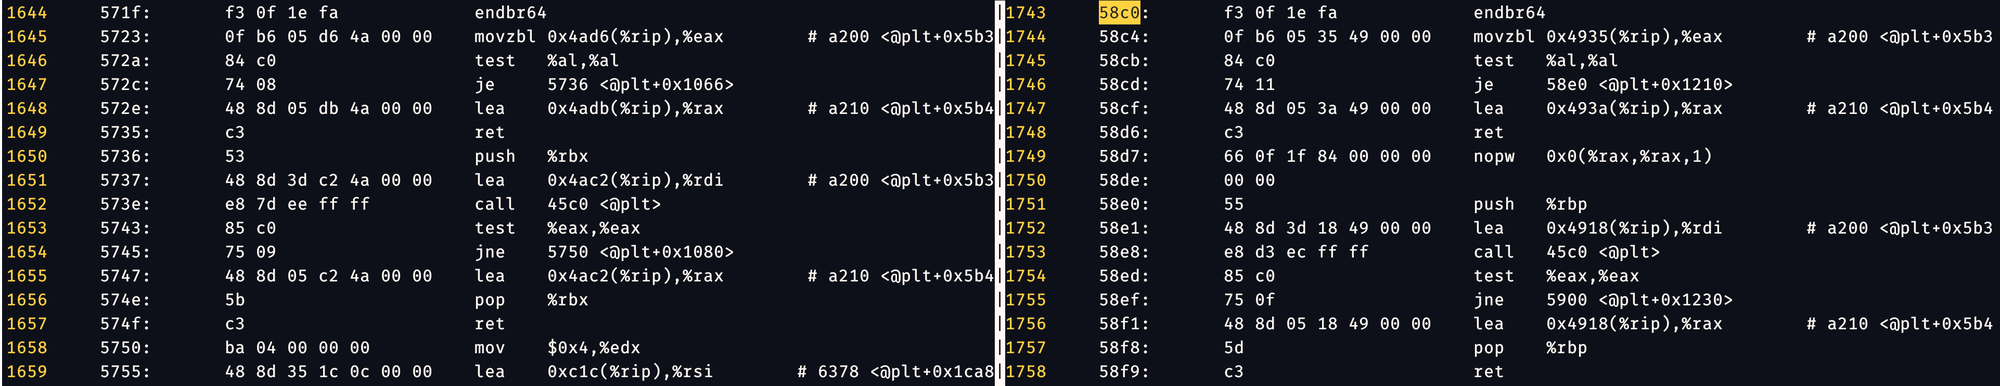 1644 571f: f3 0f 1e fa endbr64
1645 5723: 0f b6 05 d6 4a 00 00 movzbl 0x4ad6(%rip),%eax # a200 <@plt+0x5b3
1646 572a: 84 c0 test %al,%al
1647 572c: 74 08 je 5736 <@plt+0x1066>
1648 572e: 48 8d 05 db 4a 00 00 lea 0x4adb(%rip),%rax # a210 <@plt+0x5b4
1649 5735: c3 ret
1650 5736: 53 push %rbx
1651 5737: 48 8d 3d c2 4a 00 00 lea 0x4ac2(%rip),%rdi # a200 <@plt+0x5b3
1652 573e: e8 7d ee ff ff call 45c0 <@plt>
1653 5743: 85 c0 test %eax,%eax
1654 5745: 75 09 jne 5750 <@plt+0x1080>
1655 5747: 48 8d 05 c2 4a 00 00 lea 0x4ac2(%rip),%rax # a210 <@plt+0x5b4
1656 574e: 5b pop %rbx
1657 574f: c3 ret
1658 5750: ba 04 00 00 00 mov $0x4,%edx
1659 5755: 48 8d 35 1c 0c 00 00 lea 0xc1c(%rip),%rsi # 6378 <@plt+0x1ca8
1743 58c0: f3 0f 1e fa endbr64
1744 58c4: 0f b6 05 35 49 00 00 movzbl 0x4935(%rip),%eax # a200 <@plt+0x5b3
1745 58cb: 84 c0 test %al,%al
1746 58cd: 74 11 je 58e0 <@plt+0x1210>
1747 58cf: 48 8d 05 3a 49 00 00 lea 0x493a(%rip),%rax # a210 <@plt+0x5b4
1748 58d6: c3 ret
1749 58d7: 66 0f 1f 84 00 00 00 nopw 0x0(%rax,%rax,1)
1750 58de: 00 00
1751 58e0: 55 push %rbp
1752 58e1: 48 8d 3d 18 49 00 00 lea 0x4918(%rip),%rdi # a200 <@plt+0x5b3
1753 58e8: e8 d3 ec ff ff call 45c0 <@plt>
1754 58ed: 85 c0 test %eax,%eax
1755 58ef: 75 0f jne 5900 <@plt+0x1230>
1756 58f1: 48 8d 05 18 49 00 00 lea 0x4918(%rip),%rax # a210 <@plt+0x5b4
1757 58f8: 5d pop %rbp
1758 58f9: c3 ret